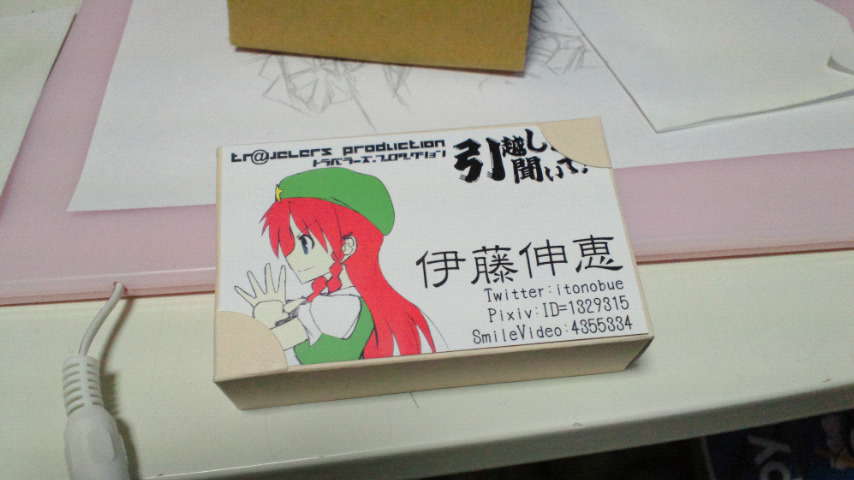 tr@velers production
トラベラーズ・プロダクション
引越し
聞いて
伊藤伸恵
Twitter:itonobue
Pixiv:ID=1329315
SmileVideo:4355334